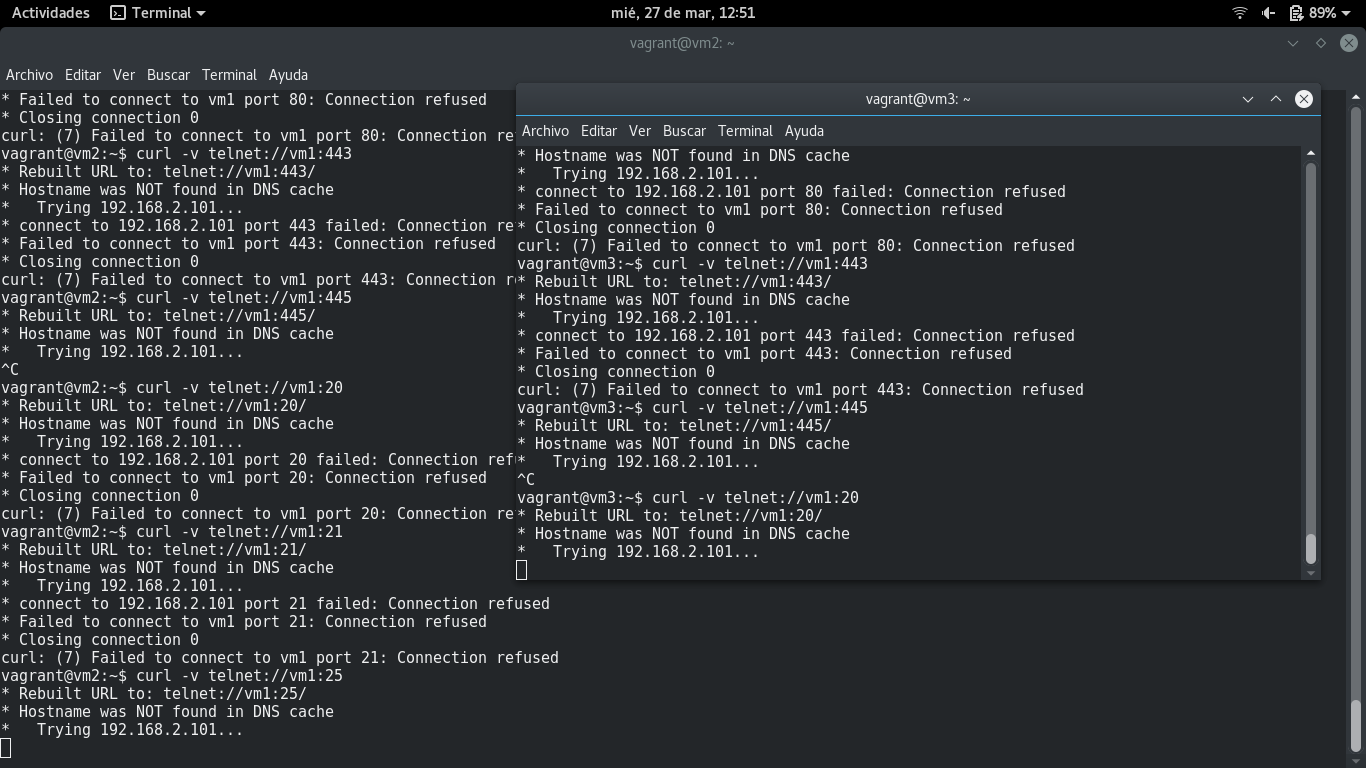 Actividades
Terminal
mié, 27 de mar, 12:51
89%
vagrant@vm2: ~
Archivo Editar Ver Buscar Terminal Ayuda
* Failed to connect to vm1 port 80: Connection refused
* Closing connection 0
curl: (7) Failed to connect to vm1 port 80: Connection re
vagrant@vm2:~$ curl -v telnet://vm1:443
* Rebuilt URL to: telnet://vm1:443/
* Hostname was NOT found in DNS cache
*   Trying 192.168.2.101...
* connect to 192.168.2.101 port 443 failed: Connection re
* Failed to connect to vm1 port 443: Connection refused
* Closing connection 0
curl: (7) Failed to connect to vm1 port 443: Connection r
vagrant@vm2:~$ curl -v telnet://vm1:445
* Rebuilt URL to: telnet://vm1:445/
* Hostname was NOT found in DNS cache
*   Trying 192.168.2.101...
^C
vagrant@vm2:~$ curl -v telnet://vm1:20
* Rebuilt URL to: telnet://vm1:20/
* Hostname was NOT found in DNS cache
*   Trying 192.168.2.101...
* connect to 192.168.2.101 port 20 failed: Connection ref
* Failed to connect to vm1 port 20: Connection refused
* Closing connection 0
curl: (7) Failed to connect to vm1 port 20: Connection re
vagrant@vm2:~$ curl -v telnet://vm1:21
* Rebuilt URL to: telnet://vm1:21/
* Hostname was NOT found in DNS cache
*   Trying 192.168.2.101...
* connect to 192.168.2.101 port 21 failed: Connection refused
* Failed to connect to vm1 port 21: Connection refused
* Closing connection 0
curl: (7) Failed to connect to vm1 port 21: Connection refused
vagrant@vm2:~$ curl -v telnet://vm1:25
* Rebuilt URL to: telnet://vm1:25/
* Hostname was NOT found in DNS cache
*   Trying 192.168.2.101...
vagrant@vm3: ~
Archivo Editar Ver Buscar Terminal Ayuda
* Hostname was NOT found in DNS cache
*   Trying 192.168.2.101...
* connect to 192.168.2.101 port 80 failed: Connection refused
* Failed to connect to vm1 port 80: Connection refused
* Closing connection 0
curl: (7) Failed to connect to vm1 port 80: Connection refused
vagrant@vm3:~$ curl -v telnet://vm1:443
* Rebuilt URL to: telnet://vm1:443/
* Hostname was NOT found in DNS cache
*   Trying 192.168.2.101...
* connect to 192.168.2.101 port 443 failed: Connection refused
* Failed to connect to vm1 port 443: Connection refused
* Closing connection 0
curl: (7) Failed to connect to vm1 port 443: Connection refused
vagrant@vm3:~$ curl -v telnet://vm1:445
* Rebuilt URL to: telnet://vm1:445/
* Hostname was NOT found in DNS cache
*   Trying 192.168.2.101...
^C
vagrant@vm3:~$ curl -v telnet://vm1:20
* Rebuilt URL to: telnet://vm1:20/
* Hostname was NOT found in DNS cache
*   Trying 192.168.2.101...